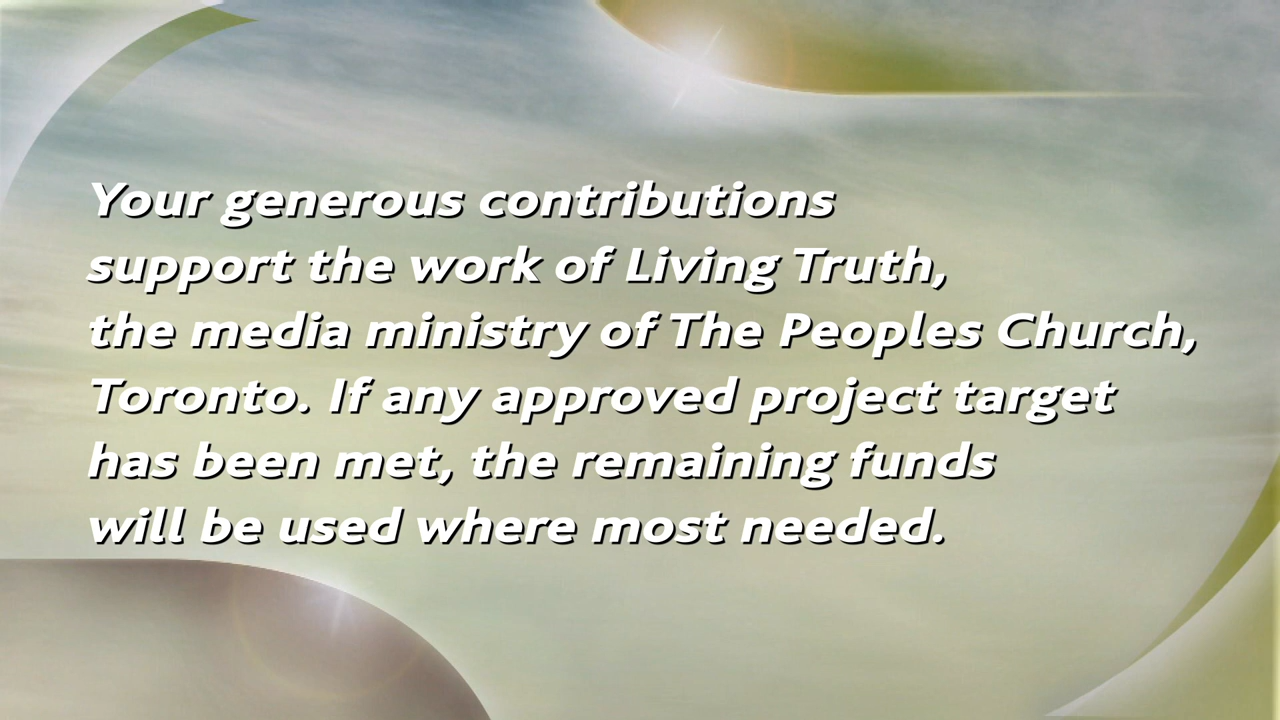 Your generous contributions
support the work of Living Truth,
the media ministry of The Peoples Church,
Toronto. If any approved project target
has been met, the remaining funds
will be used where most needed.